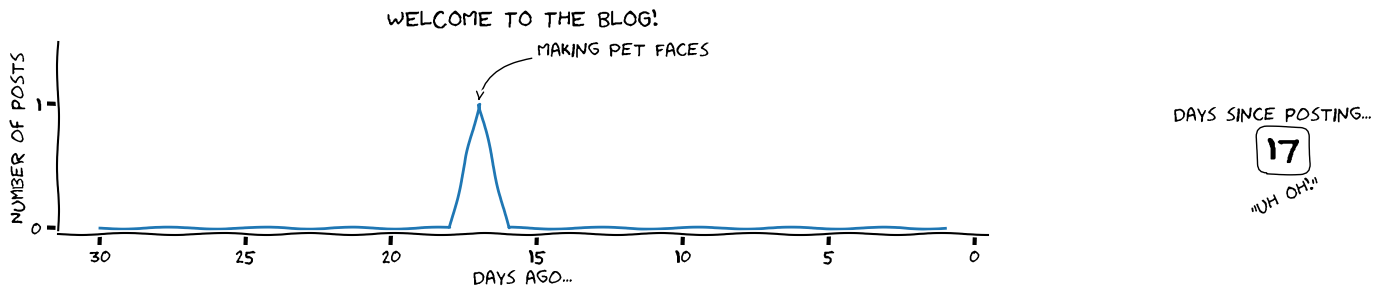 WELCOME TO THE BLOG!
MAKING PET FACES
NUMBER OF POSTS
1
0
30 25 20 15 10 5 0
DAYS AGO...
DAYS SINCE POSTING...
17
"UH OH!"